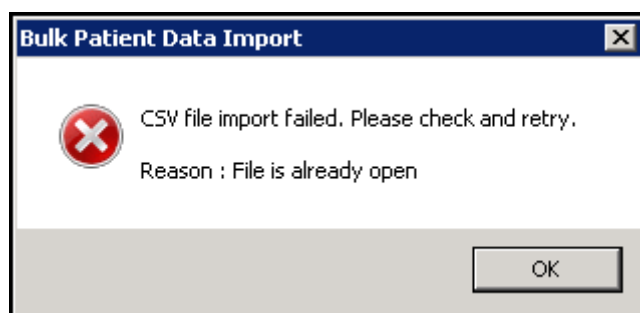 Bulk Patient Data Import
CSV file import failed. Please check and retry.
Reason : File is already open
OK